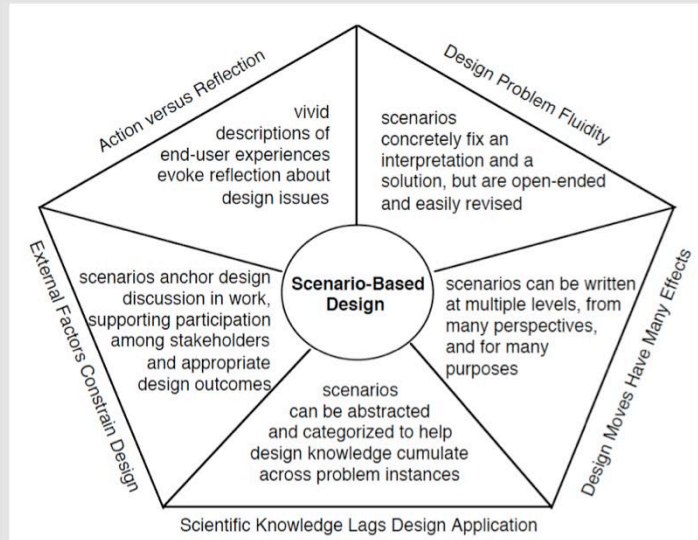 Action versus Reflection
Design Problem Fluidity
vivid
descriptions of
end-user experiences
evoke reflection about
design issues
scenarios
concretely fix an
interpretation and a
solution, but are open-ended
and easily revised
External Factors Constrain Design
scenarios anchor design
discussion in work,
supporting participation
among stakeholders
and appropriate
design outcomes
Scenario-Based
Design
scenarios can be written
at multiple levels, from
many perspectives,
and for many
purposes
Design Moves Have Many Effects
scenarios
can be abstracted
and categorized to help
design knowledge cumulate
across problem instances
Scientific Knowledge Lags Design Application